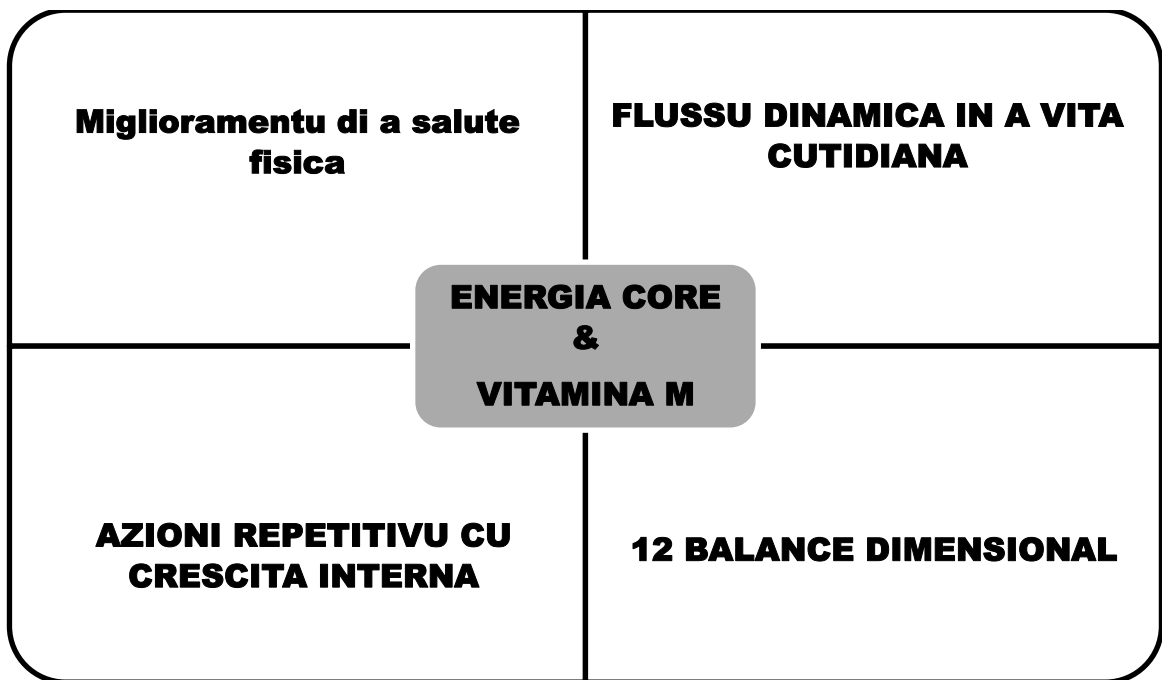 Miglioramentu di a salute
fisica
FLUSSU DINAMICA IN A VITA
CUTIDIANA
ENERGIA CORE
&
VITAMINA M
AZIONI REPETITIVU CU
CRESCITA INTERNA
12 BALANCE DIMENSIONAL